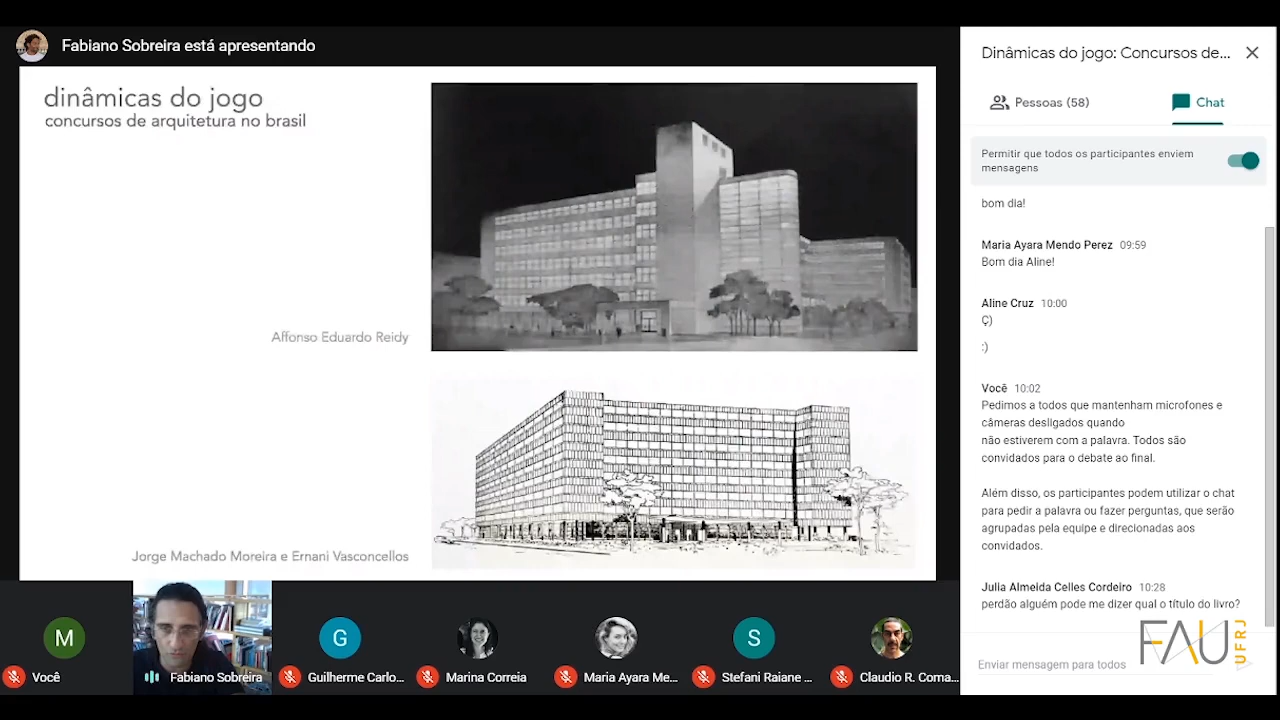 Fabiano Sobreira está apresentando
dinâmicas do jogo
concursos de arquitetura no brasil
Affonso Eduardo Reidy
Jorge Machado Moreira e Ernani Vasconcellos
M
Você
Fabiano Sobreira
G
Guilherme Carlo...
Marina Correia
Maria Ayara Me...
S
Stefani Raiane ...
Claudio R. Coma...
Dinâmicas do jogo: Concursos de...
Pessoas (58)
Chat
Permitir que todos os participantes enviem
mensagens
bom dia!
Maria Ayara Mendo Perez 09:59
Bom dia Aline!
Aline Cruz 10:00
Ç)
:)
Você 10:02
Pedimos a todos que mantenham microfones e
câmeras desligados quando
não estiverem com a palavra. Todos são
convidados para o debate ao final.
Além disso, os participantes podem utilizar o chat
para pedir a palavra ou fazer perguntas, que serão
agrupadas pela equipe e direcionadas aos
convidados.
Julia Almeida Celles Cordeiro 10:28
perdão alguém pode me dizer qual o título do livro?
Enviar mensagem para todos
FAU UFRJ